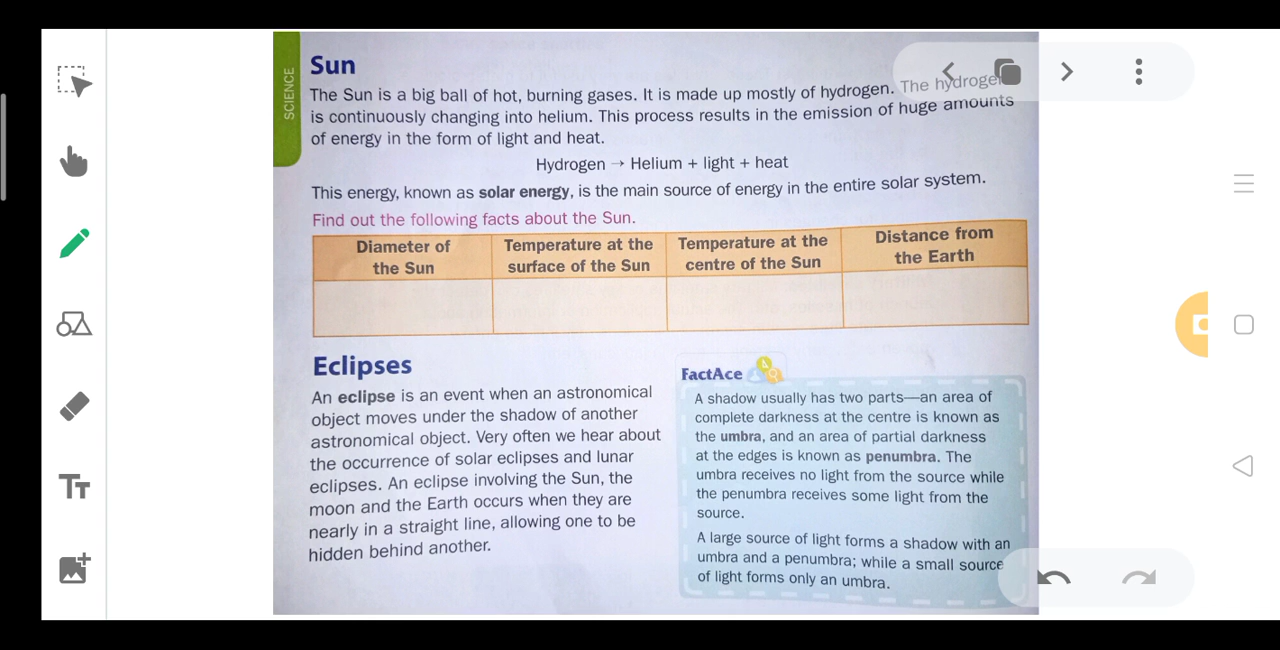 SCIENCE
Sun
The Sun is a big ball of hot, burning gases. It is made up mostly of hydrogen. The hydrogen
is continuously changing into helium. This process results in the emission of huge amounts
of energy in the form of light and heat.
Hydrogen → Helium + light + heat
This energy, known as solar energy, is the main source of energy in the entire solar system.
Find out the following facts about the Sun.
Diameter of
the Sun
Temperature at the
surface of the Sun
Temperature at the
centre of the Sun
Distance from
the Earth
Eclipses
An eclipse is an event when an astronomical
object moves under the shadow of another
astronomical object. Very often we hear about
the occurrence of solar eclipses and lunar
eclipses. An eclipse involving the Sun, the
moon and the Earth occurs when they are
nearly in a straight line, allowing one to be
hidden behind another.
FactAce
A shadow usually has two parts—an area of
complete darkness at the centre is known as
the umbra, and an area of partial darkness
at the edges is known as penumbra. The
umbra receives no light from the source while
the penumbra receives some light from the
source.
A large source of light forms a shadow with an
umbra and a penumbra; while a small source
of light forms only an umbra.
TT